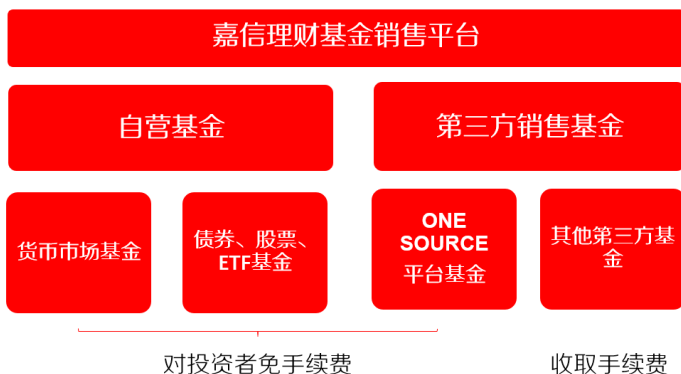 嘉信理财基金销售平台
自营基金
第三方销售基金
货币市场基金
债券、股票、
ETF基金
ONE
SOURCE
平台基金
其他第三方基
金
对投资者免手续费
收取手续费